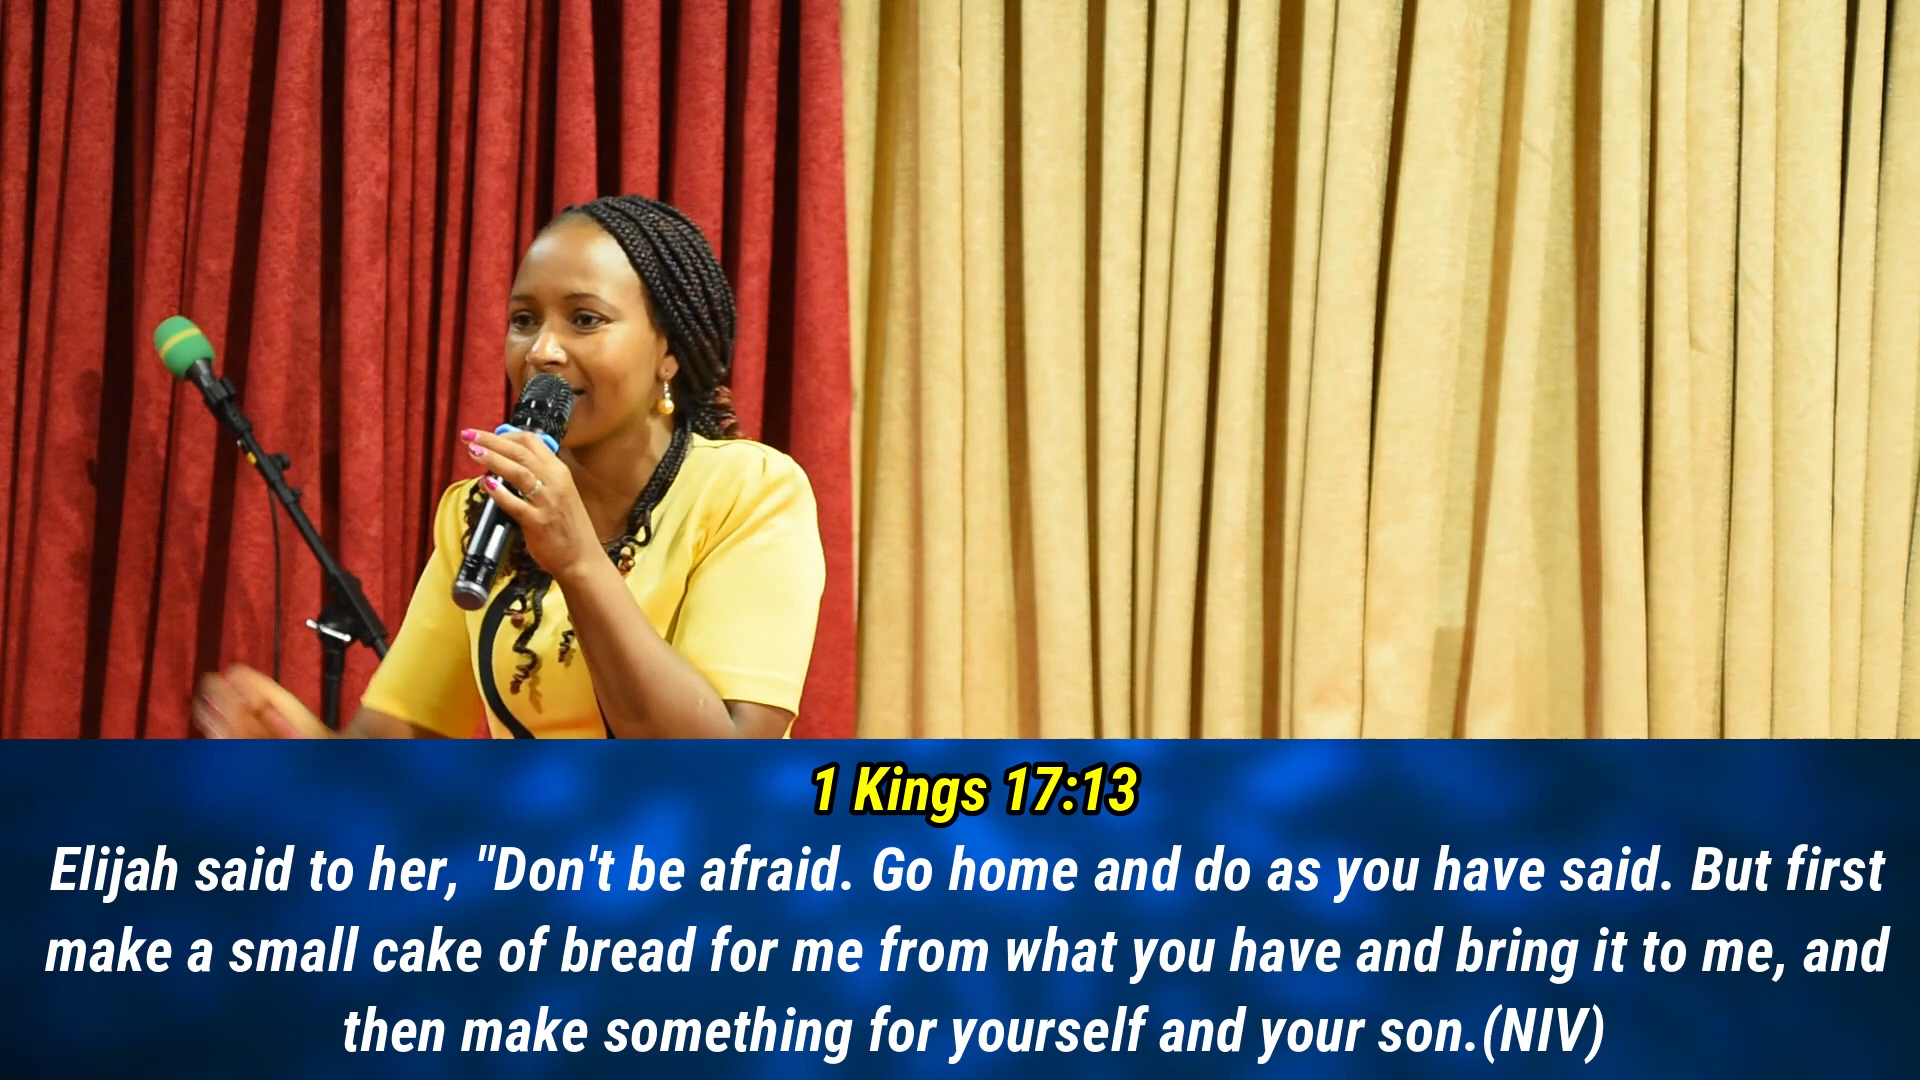 1 Kings 17:13
Elijah said to her, "Don't be afraid. Go home and do as you have said. But first
make a small cake of bread for me from what you have and bring it to me, and
then make something for yourself and your son.(NIV)